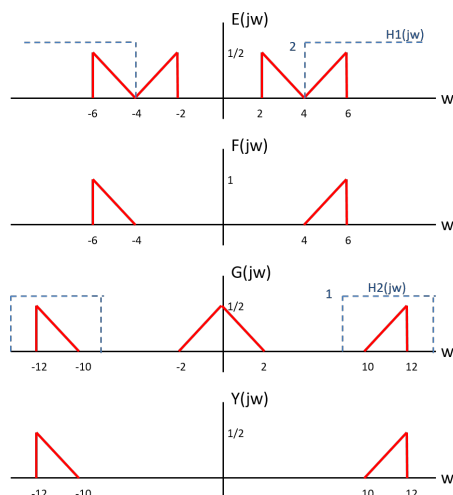 E(jw)
H1(jw)
1/2
2
-6 -4 -2 2 4 6 W
F(jw)
1
-6 -4 4 6 W
G(jw)
H2(jw)
1/2
1
-12 -10 -2 2 10 12 W
Y(jw)
1/2
-12 -10 10 12 W